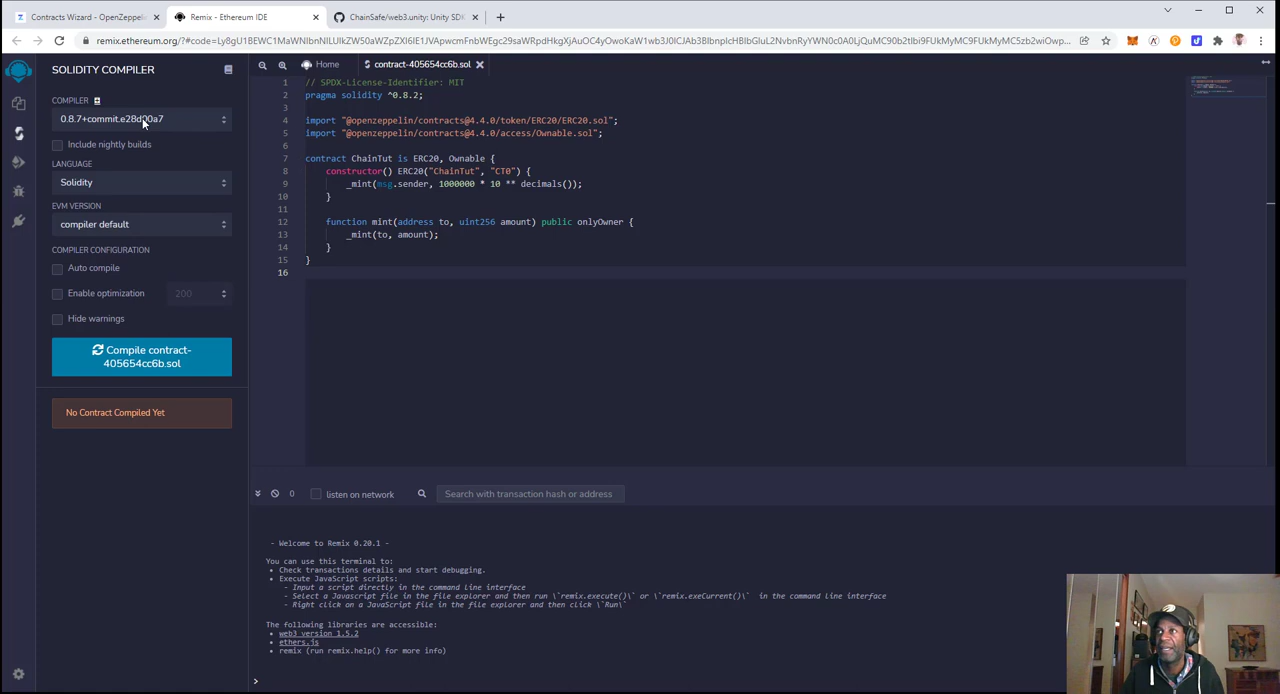 Contracts Wizard - OpenZeppeli
Remix - Ethereum IDE
ChainSafe/web3.unity: Unity SDK
remix.ethereum.org/?#code=Ly8gU1BEWC1MaWNlbnNlLUlkZW50aWZpZXI6IE1JVApwcmFnbWEgc29saWRpdHkgXjAuOC4yOwoKaW1wb3J0ICJAb3BlbnplcHBlbGluL2NvbnRyYWN0c0A0LjQuMC90b2tlbi9FUkMyMC9FUkMyMC5zb2wiOwp...
SOLIDITY COMPILER
COMPILER
0.8.7+commit.e28d00a7
Include nightly builds
LANGUAGE
Solidity
EVM VERSION
compiler default
COMPILER CONFIGURATION
Auto compile
Enable optimization
200
Hide warnings
Compile contract-
405654cc6b.sol
No Contract Compiled Yet
Home
contract-405654cc6b.sol
1 // SPDX-License-Identifier: MIT
2 pragma solidity ^0.8.2;
3
4 import "@openzeppelin/contracts@4.4.0/token/ERC20/ERC20.sol";
5 import "@openzeppelin/contracts@4.4.0/access/Ownable.sol";
6
7 contract ChainTut is ERC20, Ownable {
8 constructor() ERC20("ChainTut", "CT0") {
9 _mint(msg.sender, 1000000 * 10 ** decimals());
10 }
11
12 function mint(address to, uint256 amount) public onlyOwner {
13 _mint(to, amount);
14 }
15 }
16
0
listen on network
Search with transaction hash or address
- Welcome to Remix 0.20.1 -
You can use this terminal to:
• Check transactions details and start debugging.
• Execute JavaScript scripts:
- Input a script directly in the command line interface
- Select a Javascript file in the file explorer and then run \`remix.execute()\` or \`remix.exeCurrent()\` in the command line interface
- Right click on a JavaScript file in the file explorer and then click \`Run\`
The following libraries are accessible:
• web3 version 1.5.2
• ethers.js
• remix (run remix.help() for more info)
>